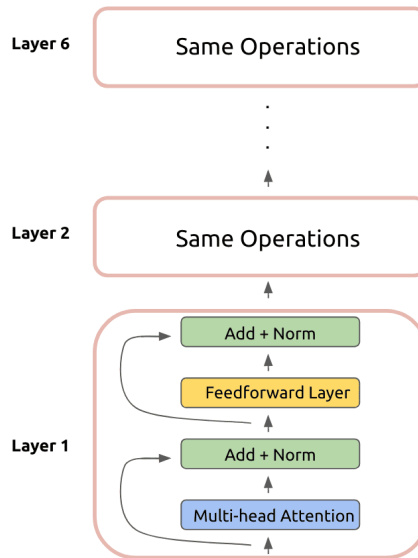 Layer 6
Same Operations
.
.
.
Layer 2
Same Operations
Add + Norm
Feedforward Layer
Layer 1
Add + Norm
Multi-head Attention